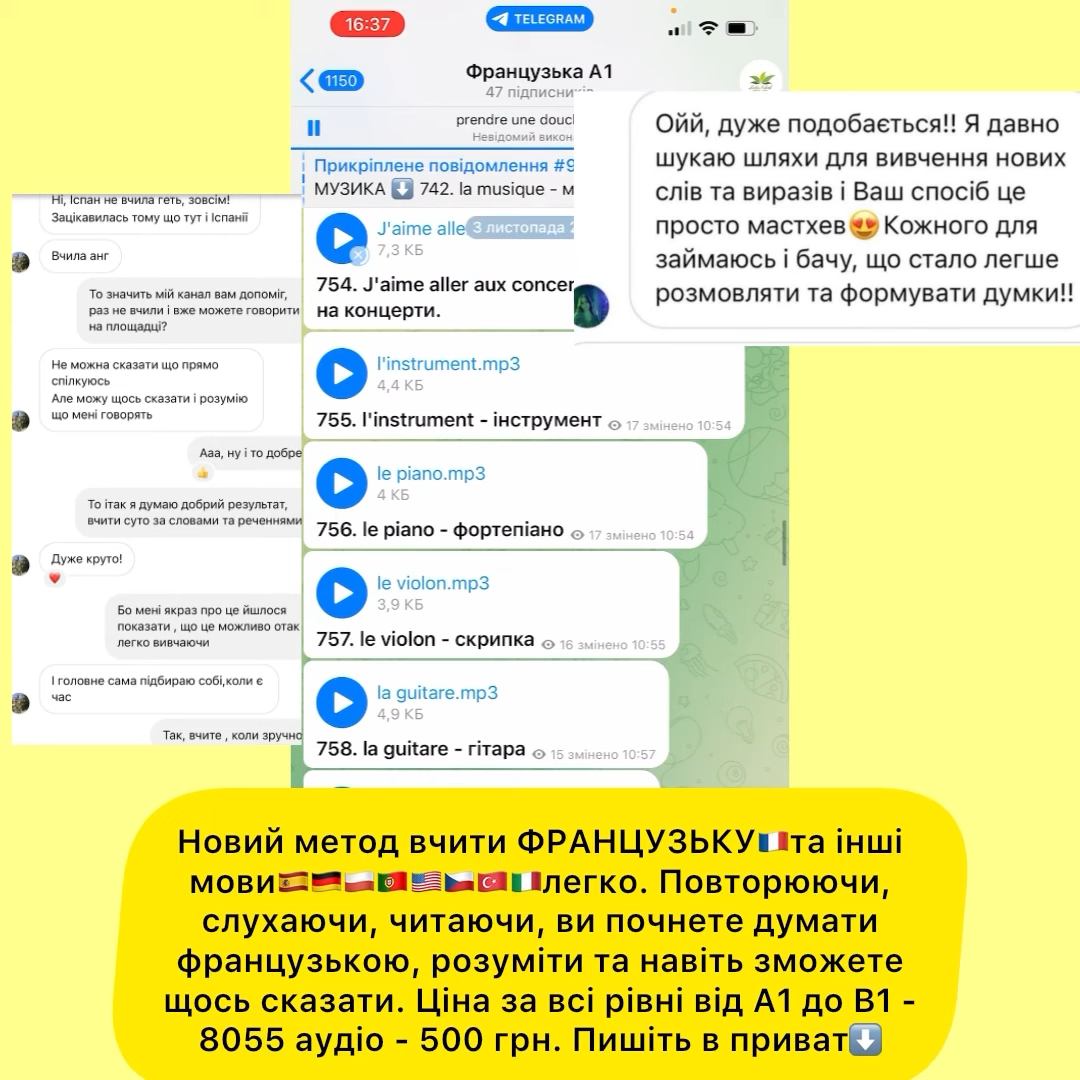 16:37
TELEGRAM
1150
Французька А1
47 підписників
prendre une douc
Невідомий викон
Прикріплене повідомлення #9
МУЗИКА ⬇️ 742. la musique - м
J'aime alle
3 листопада 2
7,3 КБ
754. J'aime aller aux concer
на концерти.
l'instrument.mp3
4,4 КБ
755. l'instrument - інструмент
17 змінено 10:54
le piano.mp3
4 КБ
756. le piano - фортепіано
17 змінено 10:54
le violon.mp3
3,9 КБ
757. le violon - скрипка
16 змінено 10:55
la guitare.mp3
4,9 КБ
758. la guitare - гітара
15 змінено 10:57
Ні, Іспан не вчила геть, зовсім!
Зацікавилась тому що тут і Іспанії
Вчила анг
То значить мій канал вам допоміг,
раз не вчили і вже можете говорити
на площадці?
Не можна сказати що прямо
спілкуюсь
Але можу щось сказати і розумію
що мені говорять
Ааа, ну і то добре
👍
То ітак я думаю добрий результат,
вчити суто за словами та реченнями
Дуже круто!
❤️
Бо мені якраз про це йшлося
показати , що це можливо отак
легко вивчаючи
І головне сама підбираю собі,коли є
час
Так, вчите , коли зручно
Ойй, дуже подобається!! Я давно
шукаю шляхи для вивчення нових
слів та виразів і Ваш спосіб це
просто мастхев😍Кожного для
займаюсь і бачу, що стало легше
розмовляти та формувати думки!!
Новий метод вчити ФРАНЦУЗЬКУ🇫🇷та інші
мови🇪🇸🇩🇪🇵🇱🇵🇹🇺🇸🇨🇿🇹🇷🇮🇹легко. Повторюючи,
слухаючи, читаючи, ви почнете думати
французькою, розуміти та навіть зможете
щось сказати. Ціна за всі рівні від А1 до В1 -
8055 аудіо - 500 грн. Пишіть в приват⬇️